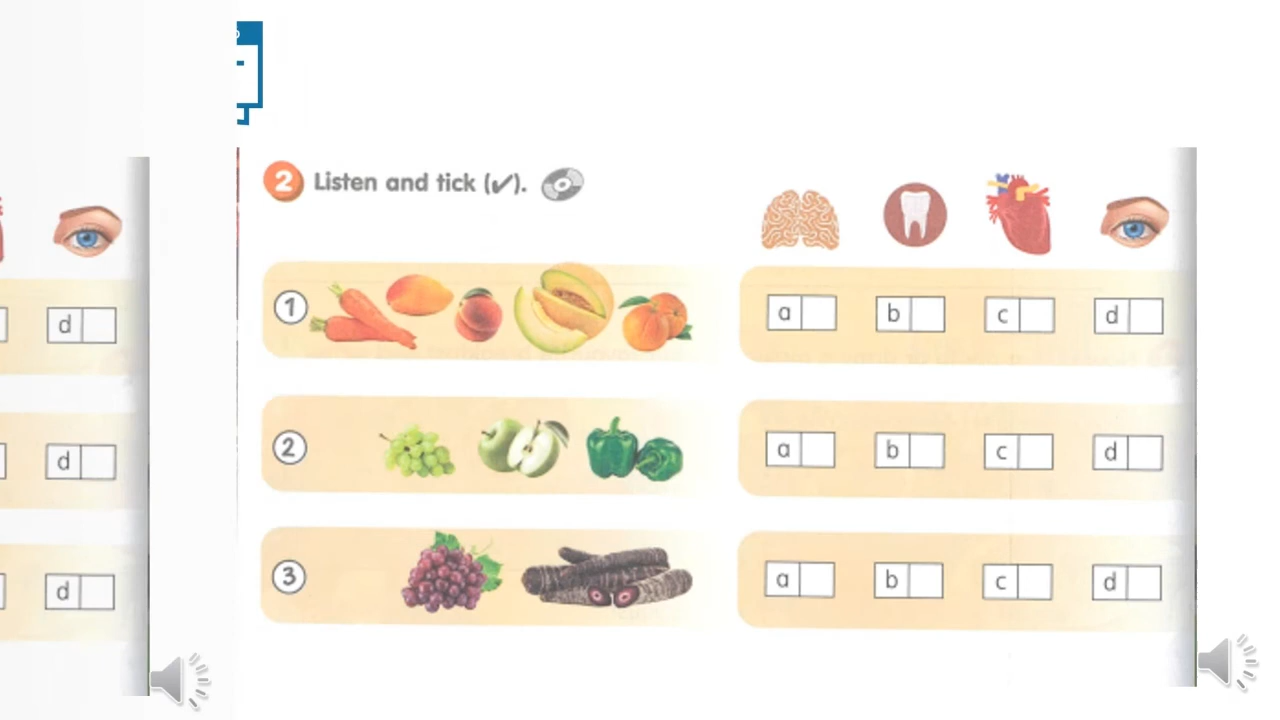 2 Listen and tick (✔).
1 a b c d
2 a b c d
3 a b c d
d
d
d